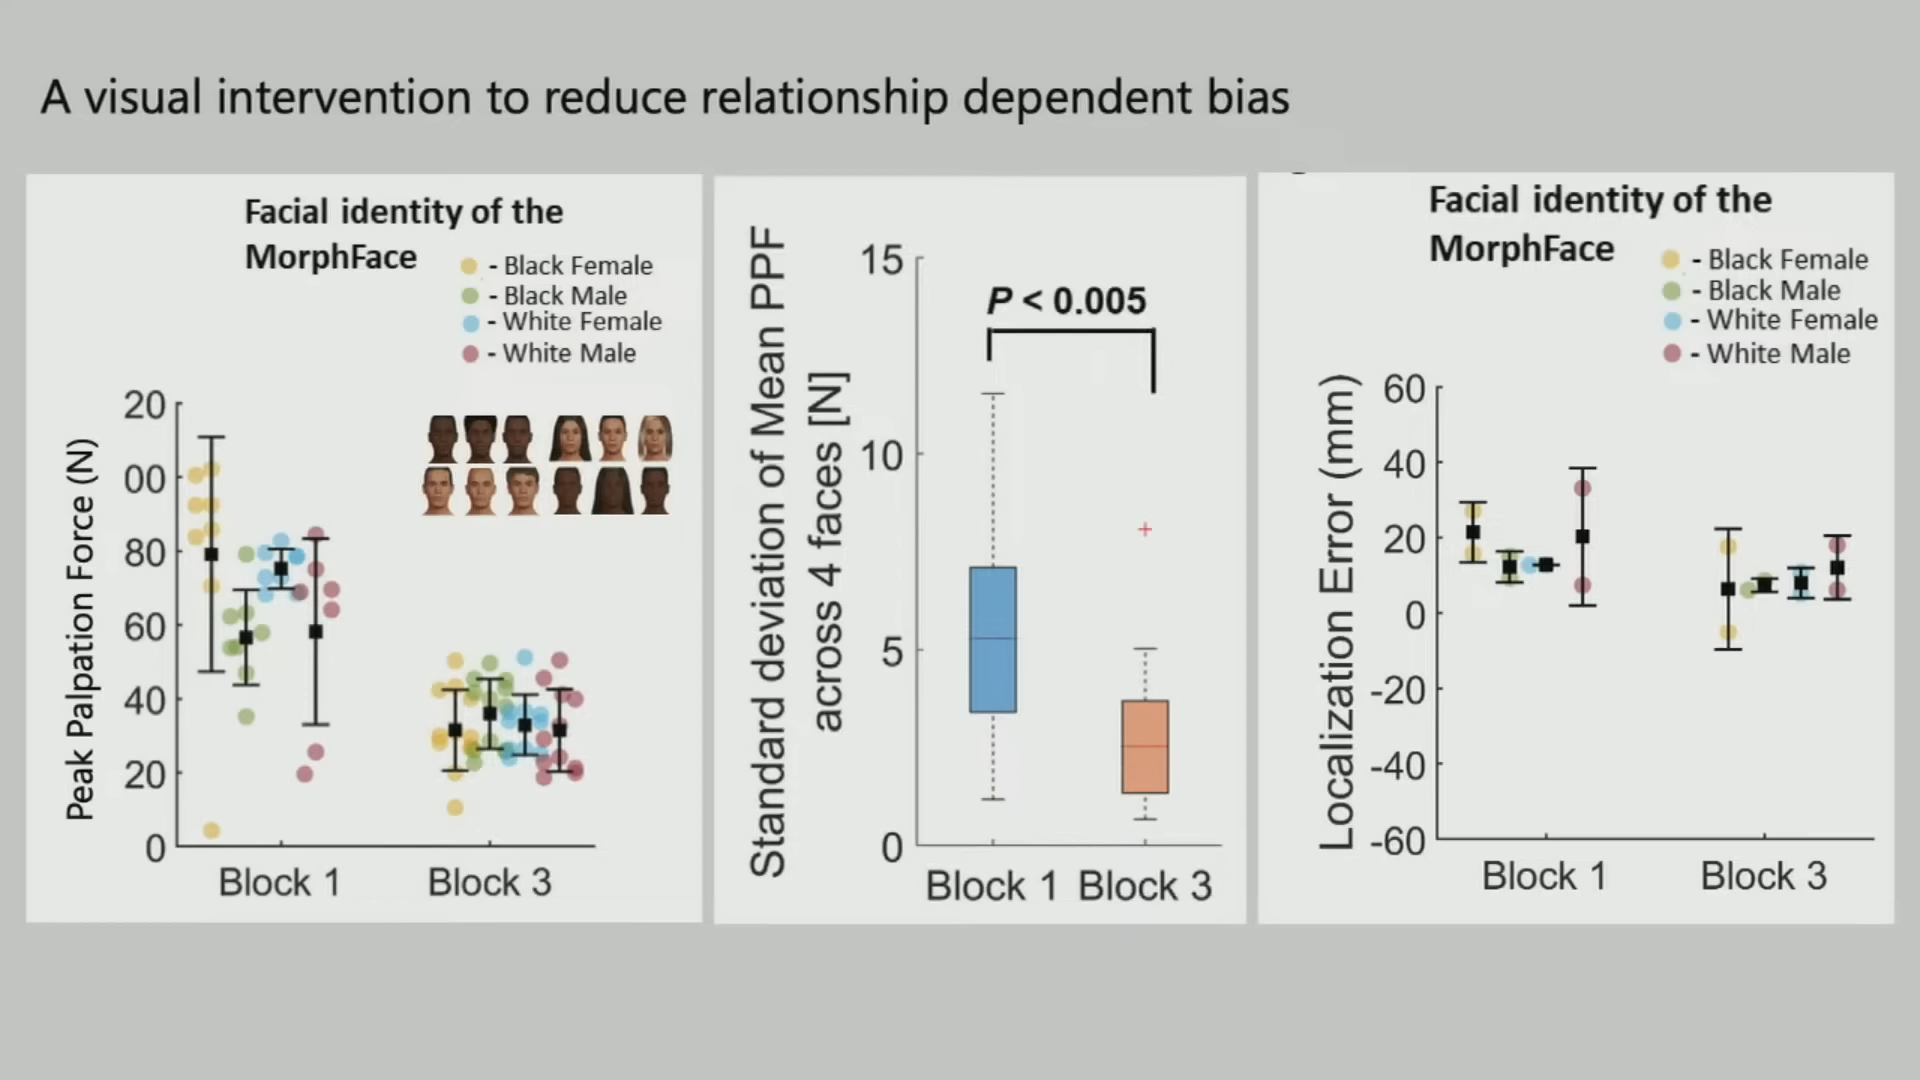 A visual intervention to reduce relationship dependent bias
Facial identity of the
MorphFace
- Black Female
- Black Male
- White Female
- White Male
Peak Palpation Force (N)
20
00
80
60
40
20
0
Block 1
Block 3
Standard deviation of Mean PPF
across 4 faces [N]
15
10
5
0
P < 0.005
Block 1
Block 3
Facial identity of the
MorphFace
- Black Female
- Black Male
- White Female
- White Male
Localization Error (mm)
60
40
20
0
-20
-40
-60
Block 1
Block 3